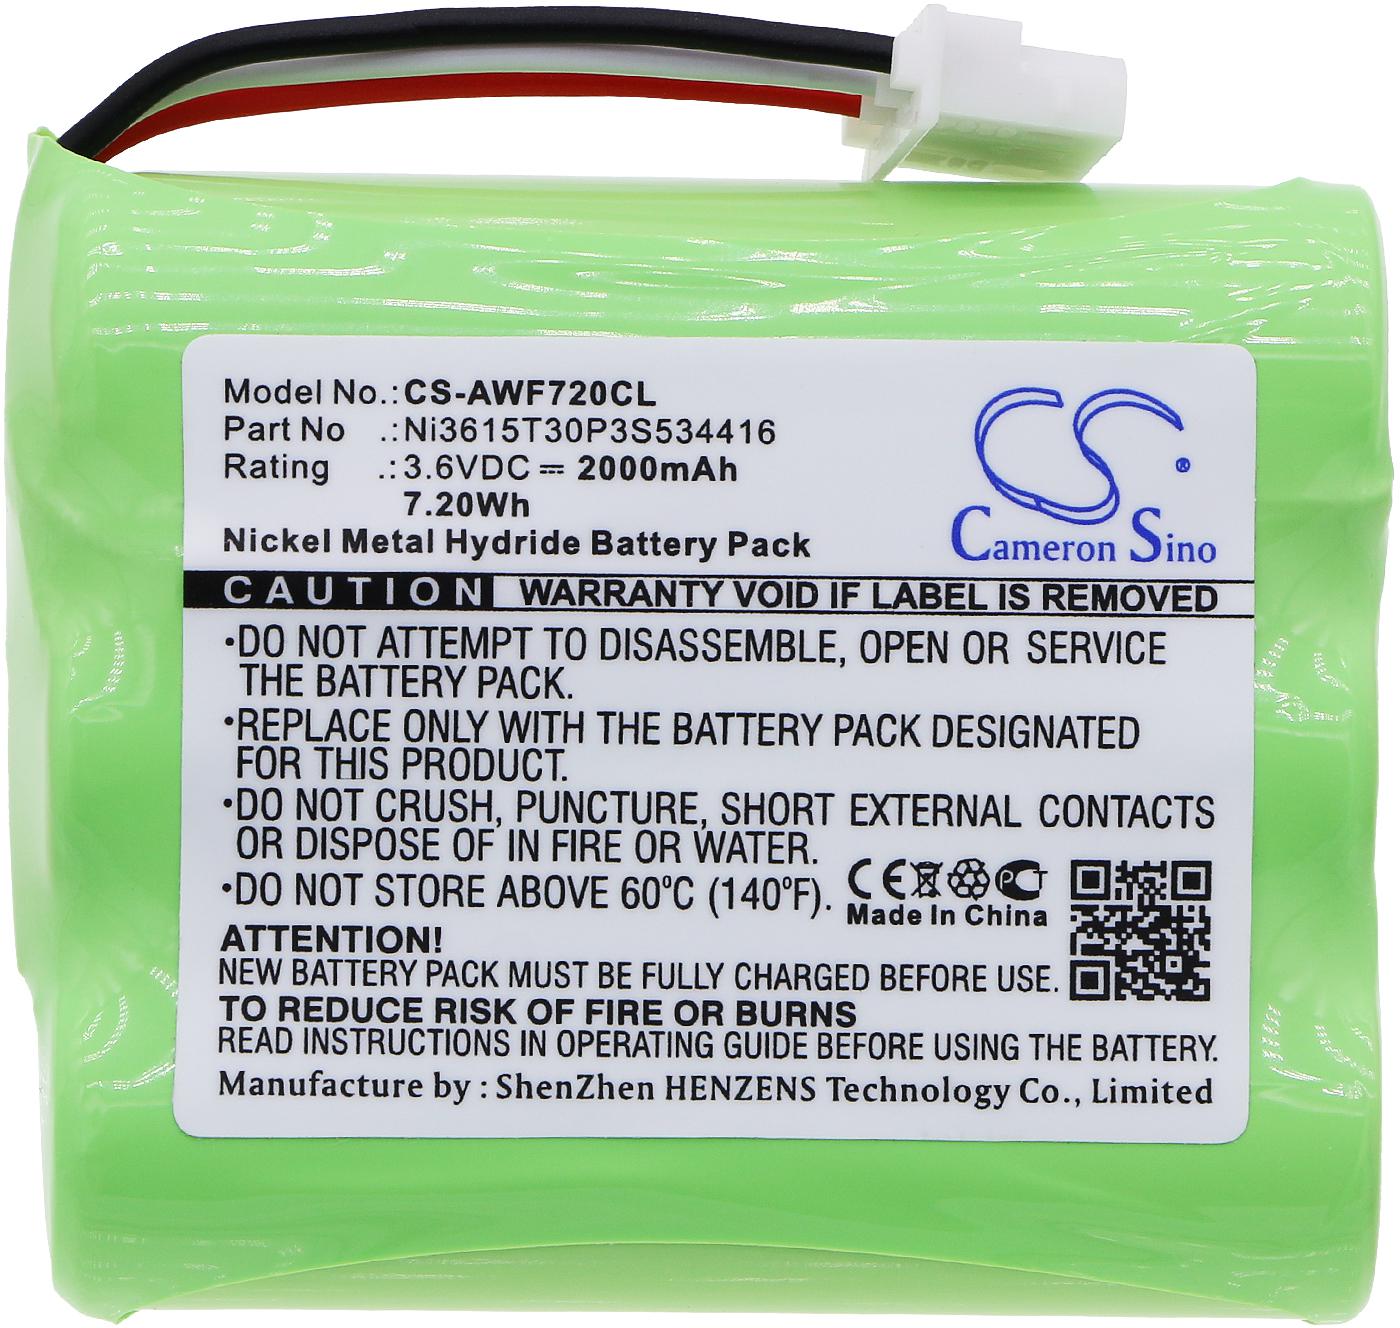 Model No.:CS-AWF720CL
Part No .:Ni3615T30P3S534416
Rating .:3.6VDC ⎓ 2000mAh
7.20Wh
Nickel Metal Hydride Battery Pack
CS®
Cameron Sino
CAUTION WARRANTY VOID IF LABEL IS REMOVED
•DO NOT ATTEMPT TO DISASSEMBLE, OPEN OR SERVICE
THE BATTERY PACK.
•REPLACE ONLY WITH THE BATTERY PACK DESIGNATED
FOR THIS PRODUCT.
•DO NOT CRUSH, PUNCTURE, SHORT EXTERNAL CONTACTS
OR DISPOSE OF IN FIRE OR WATER.
•DO NOT STORE ABOVE 60ºC (140ºF).
CE PCT
Made In China
ATTENTION!
NEW BATTERY PACK MUST BE FULLY CHARGED BEFORE USE.
TO REDUCE RISK OF FIRE OR BURNS
READ INSTRUCTIONS IN OPERATING GUIDE BEFORE USING THE BATTERY.
Manufacture by : ShenZhen HENZENS Technology Co., Limited